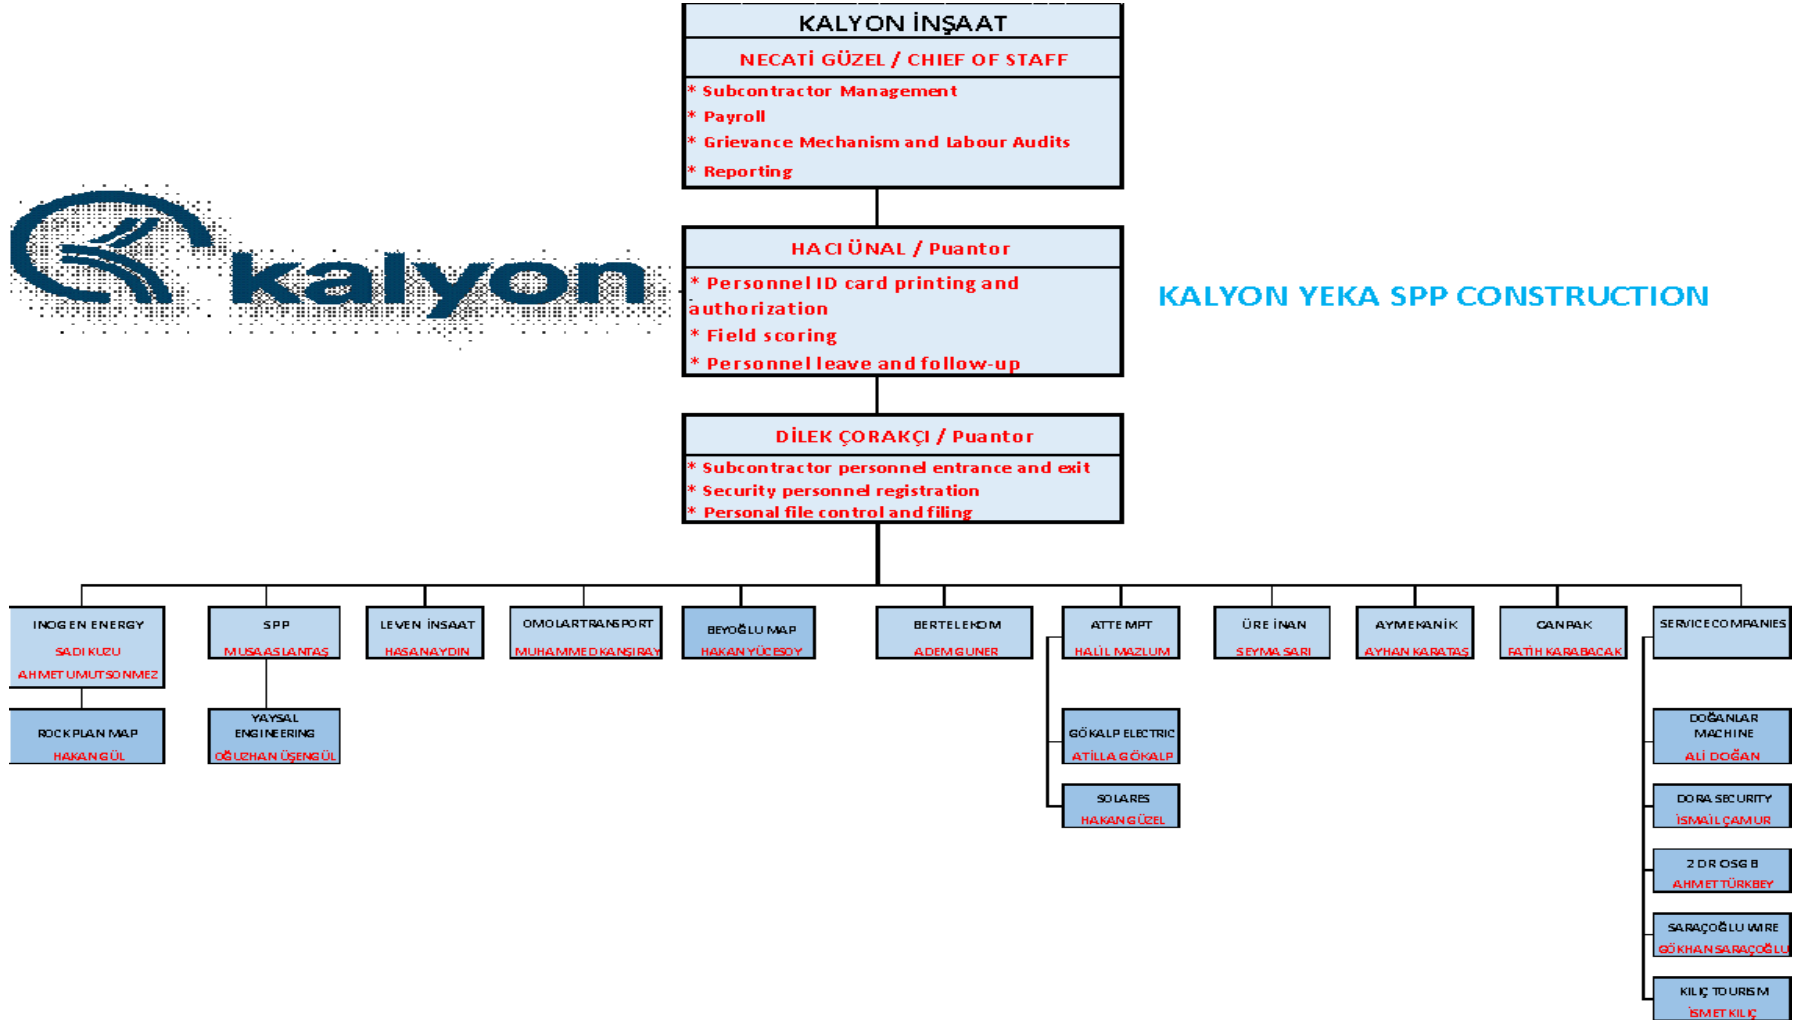 KALYON İNŞAAT
NECATİ GÜZEL / CHIEF OF STAFF
* Subcontractor Management
* Payroll
* Grievance Mechanism and Labour Audits
* Reporting
kalyon
HACI ÜNAL / Puantor
* Personnel ID card printing and
authorization
* Field scoring
* Personnel leave and follow-up
KALYON YEKA SPP CONSTRUCTION
DİLEK ÇORAKÇI / Puantor
* Subcontractor personnel entrance and exit
* Security personnel registration
* Personal file control and filing
INOGEN ENERGY
SADI KUZU
AHMET UMUT SONMEZ
SPP
MUSA ASLANTAŞ
LEVEN İNSAAT
HASAN AYDIN
OMOLAR TRANSPORT
MUHAMMED KANŞIRAY
BEYOĞLU MAP
HAKAN YÜCESOY
BERTELEKOM
ADEM GUNER
ATTEMPT
HALİL MAZLUM
ÜRE İNAN
SEYMA SARI
AYMEKANİK
AYHAN KARATAŞ
CANPAK
FATİH KARABACAK
SERVICE COMPANIES
ROCKPLAN MAP
HAKAN GÜL
YAYSAL
ENGINEERING
OĞUZHAN ÜŞENGÜL
GÖKALP ELECTRIC
ATİLLA GÖKALP
SOLARES
HAKAN GÜZEL
DOĞANLAR
MACHINE
ALİ DOĞAN
DORA SECURITY
İSMAİL ÇAMUR
2 DR OSGB
AHMET TÜRKBEY
SARAÇOĞLU WIRE
GÖKHAN SARAÇOĞLU
KILIÇ TOURISM
İSMET KILIÇ